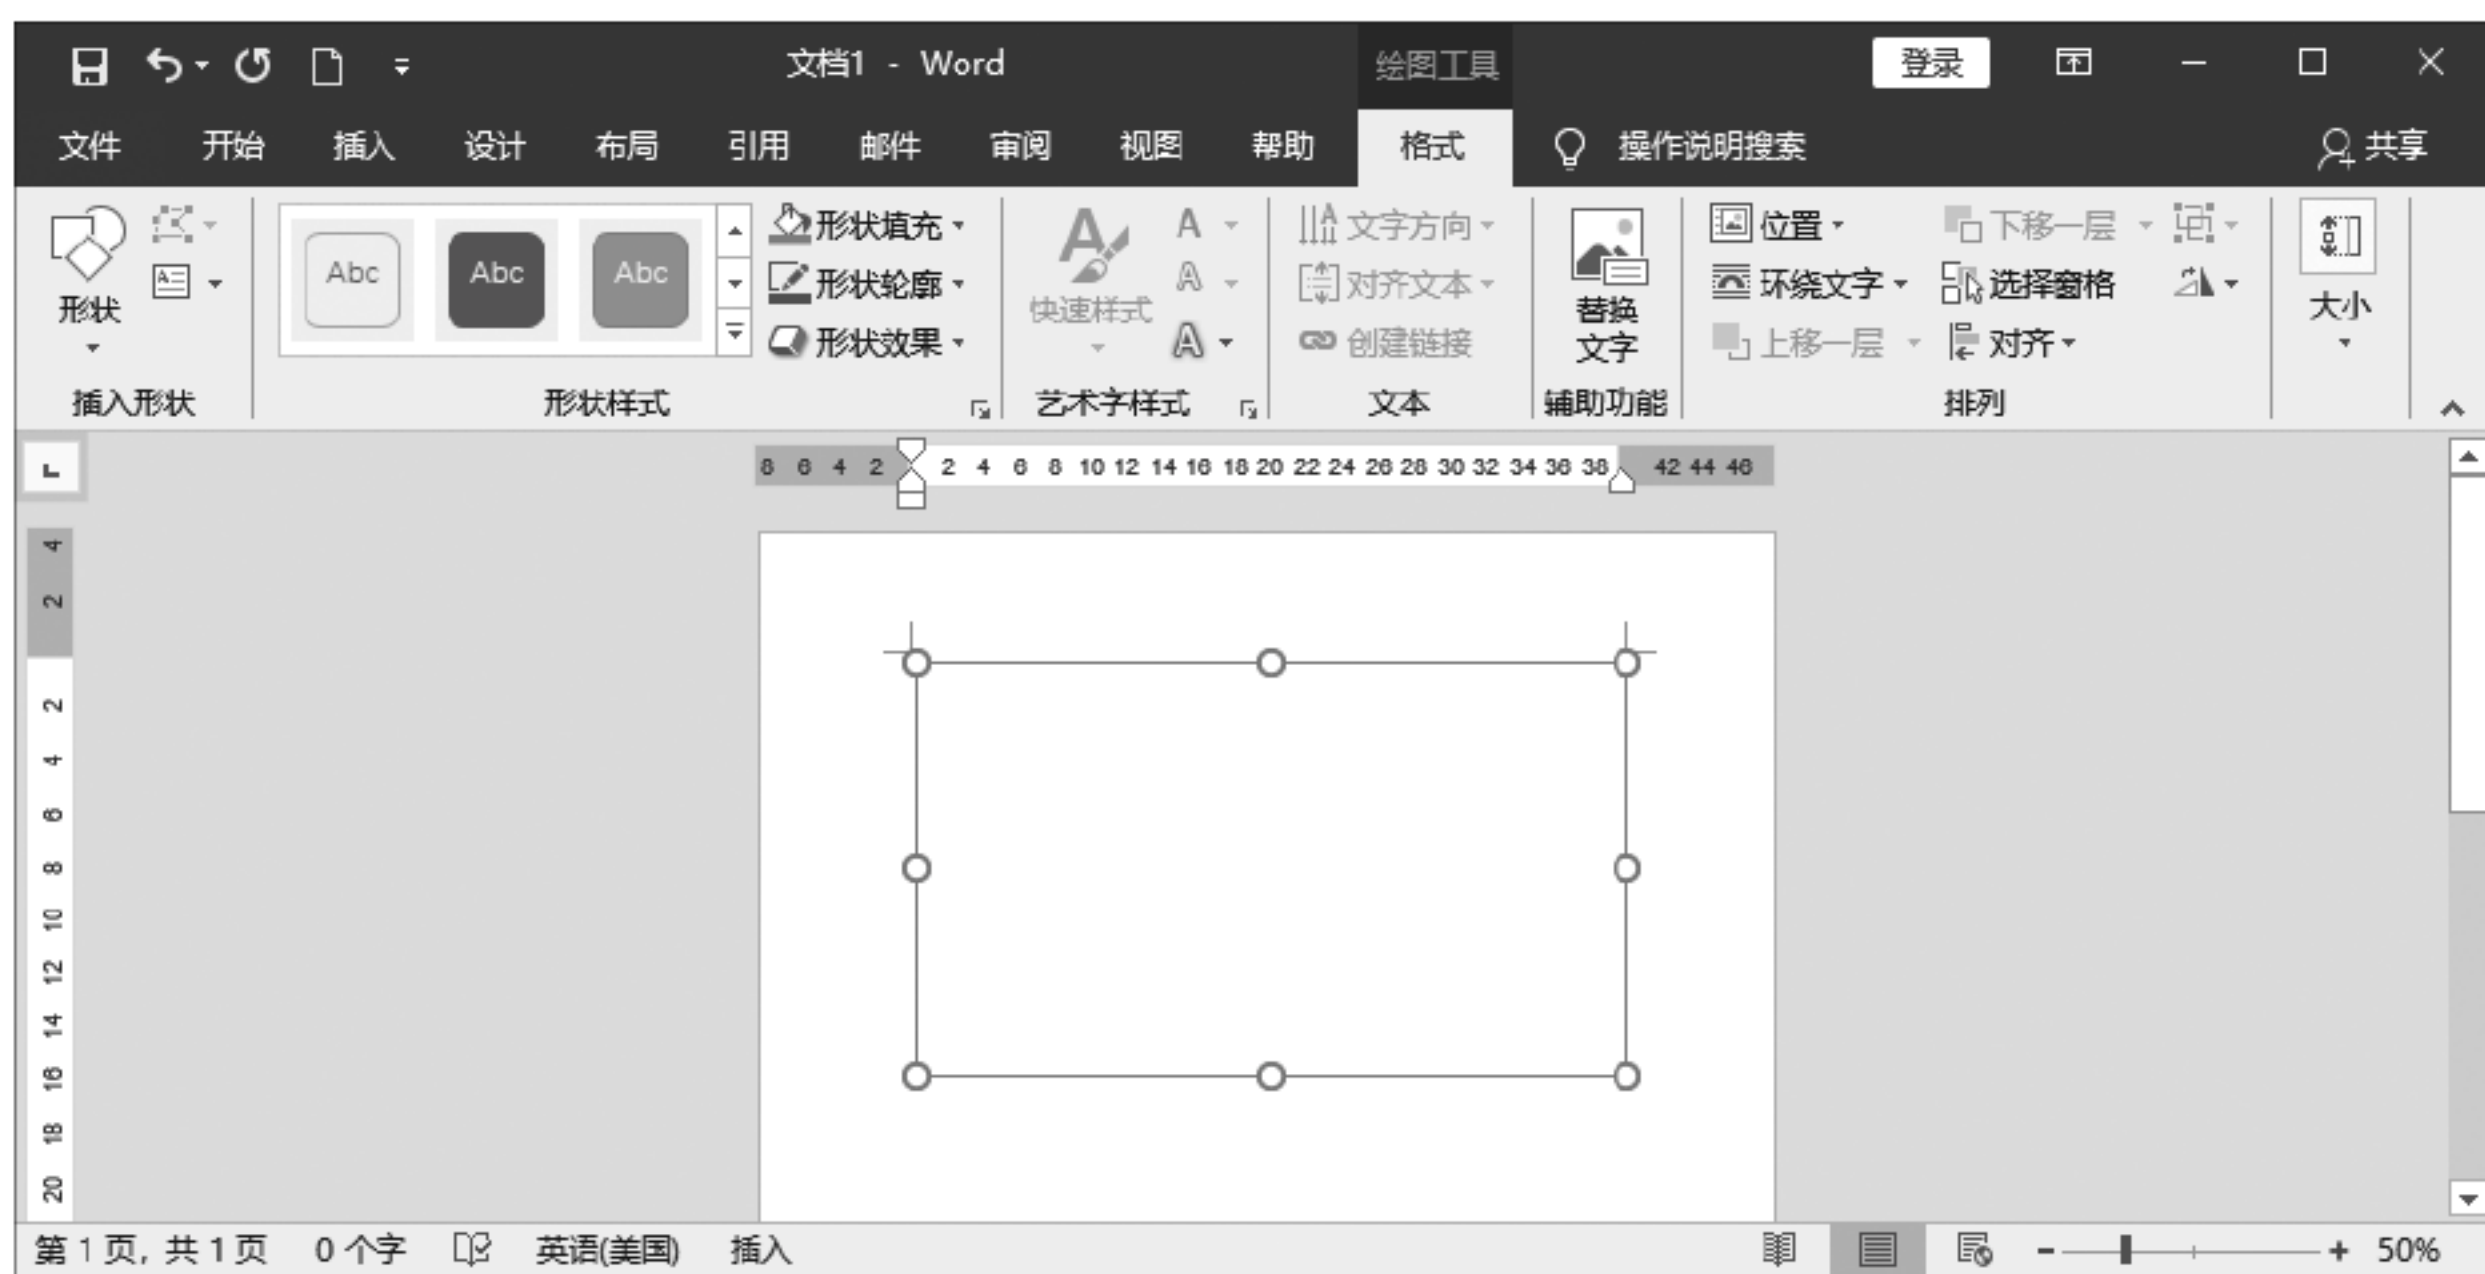 文档1 - Word 绘图工具 登录
文件 开始 插入 设计 布局 引用 邮件 审阅 视图 帮助 格式 操作说明搜索 共享
Abc Abc Abc 形状填充 A 文字方向 位置 下移一层
形状轮廓 A 对齐文本 环绕文字 选择窗格
形状 快速样式 替换 大小
形状效果 A 创建链接 文字 上移一层 对齐
插入形状 形状样式 艺术字样式 文本 辅助功能 排列
8 6 4 2 2 4 6 8 10 12 14 16 18 20 22 24 26 28 30 32 34 36 38 42 44 46
4
2
2
4
6
8
10
12
14
16
18
20
第 1 页, 共 1 页 0 个字 英语(美国) 插入 50%